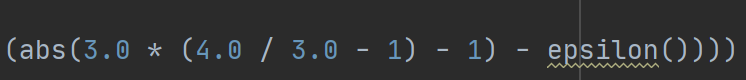 (abs(3.0 * (4.0 / 3.0 - 1) - 1) - epsilon())))